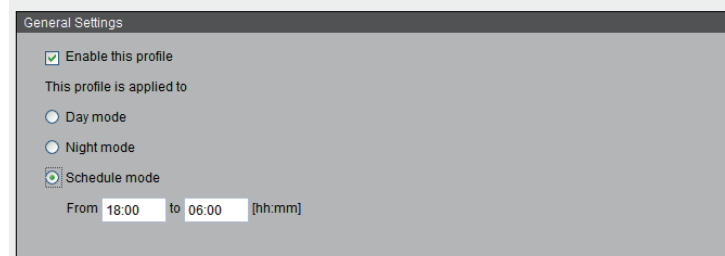 General Settings
Enable this profile
This profile is applied to
Day mode
Night mode
Schedule mode
From 18:00 to 06:00 [hh:mm]